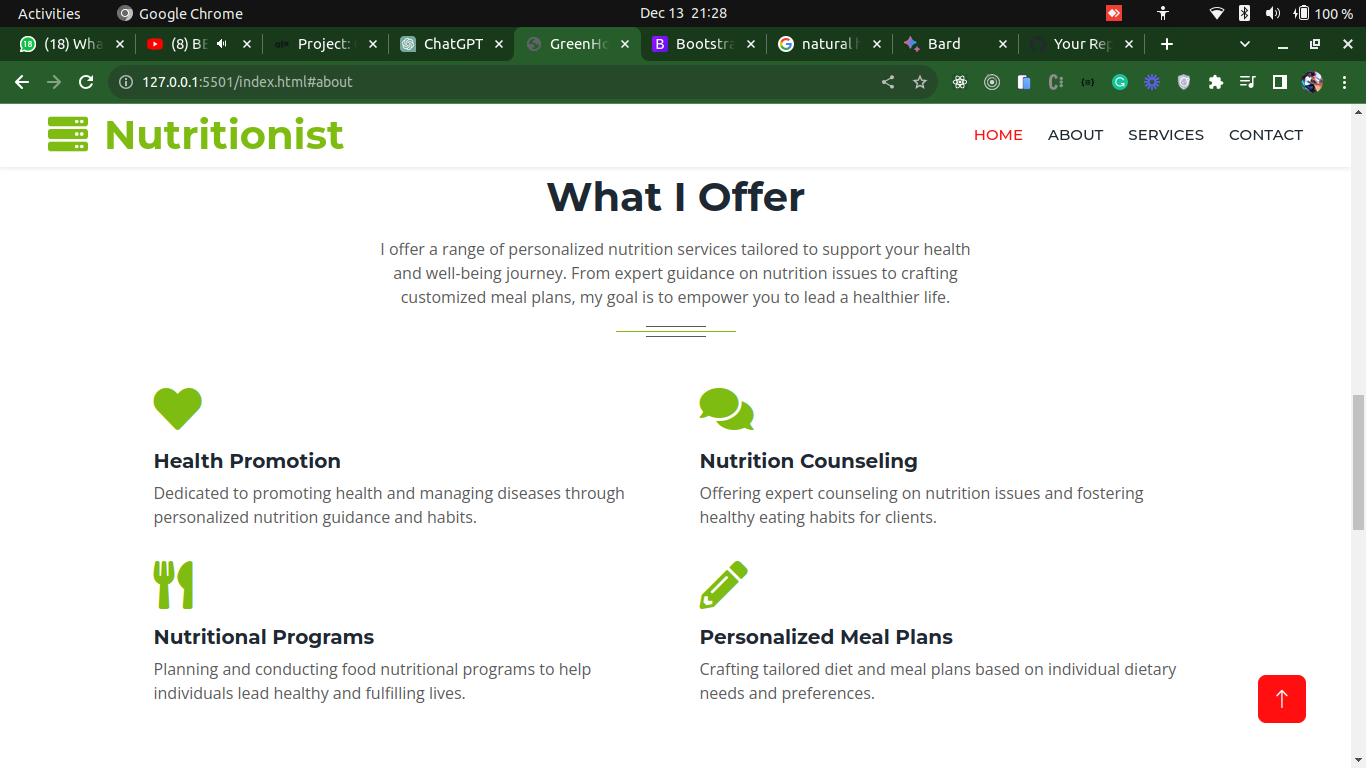 Activities
Google Chrome
Dec 13 21:28
100 %
(18) Wha
(8) BE
Project:
ChatGPT
GreenHo
Bootstra
natural h
Bard
Your Rep
127.0.0.1:5501/index.html#about
Nutritionist
HOME
ABOUT
SERVICES
CONTACT
What I Offer
I offer a range of personalized nutrition services tailored to support your health
and well-being journey. From expert guidance on nutrition issues to crafting
customized meal plans, my goal is to empower you to lead a healthier life.
Health Promotion
Dedicated to promoting health and managing diseases through
personalized nutrition guidance and habits.
Nutrition Counseling
Offering expert counseling on nutrition issues and fostering
healthy eating habits for clients.
Nutritional Programs
Planning and conducting food nutritional programs to help
individuals lead healthy and fulfilling lives.
Personalized Meal Plans
Crafting tailored diet and meal plans based on individual dietary
needs and preferences.